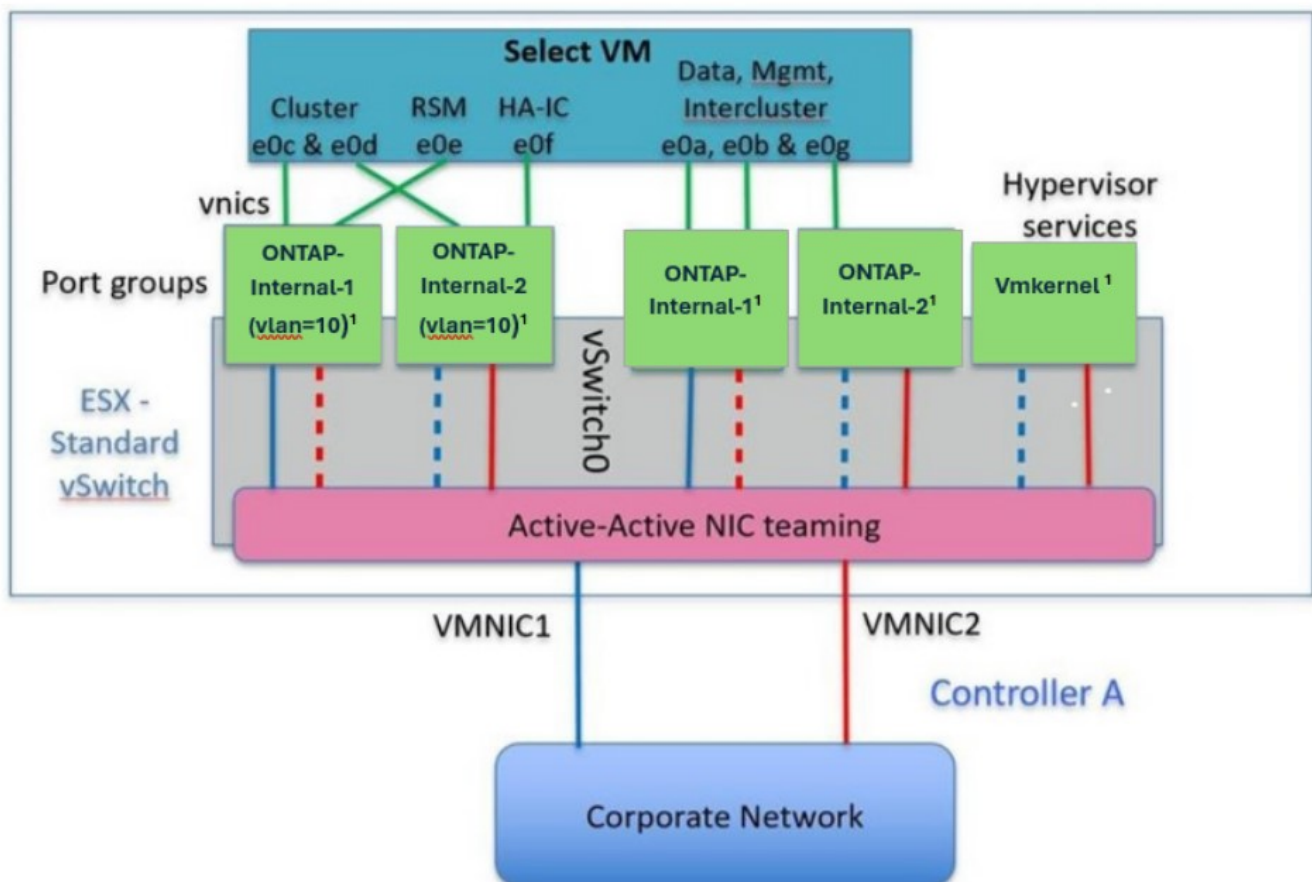 Select VM
Cluster
e0c & e0d
RSM
e0e
HA-IC
e0f
Data, Mgmt,
Intercluster
e0a, e0b & e0g
vnics
Hypervisor
services
Port groups
ONTAP-
Internal-1
(vlan=10)¹
ONTAP-
Internal-2
(vlan=10)¹
ONTAP-
Internal-1¹
ONTAP-
Internal-2¹
Vmkernel ¹
ESX -
Standard
vSwitch
vSwitch0
Active-Active NIC teaming
VMNIC1
VMNIC2
Controller A
Corporate Network